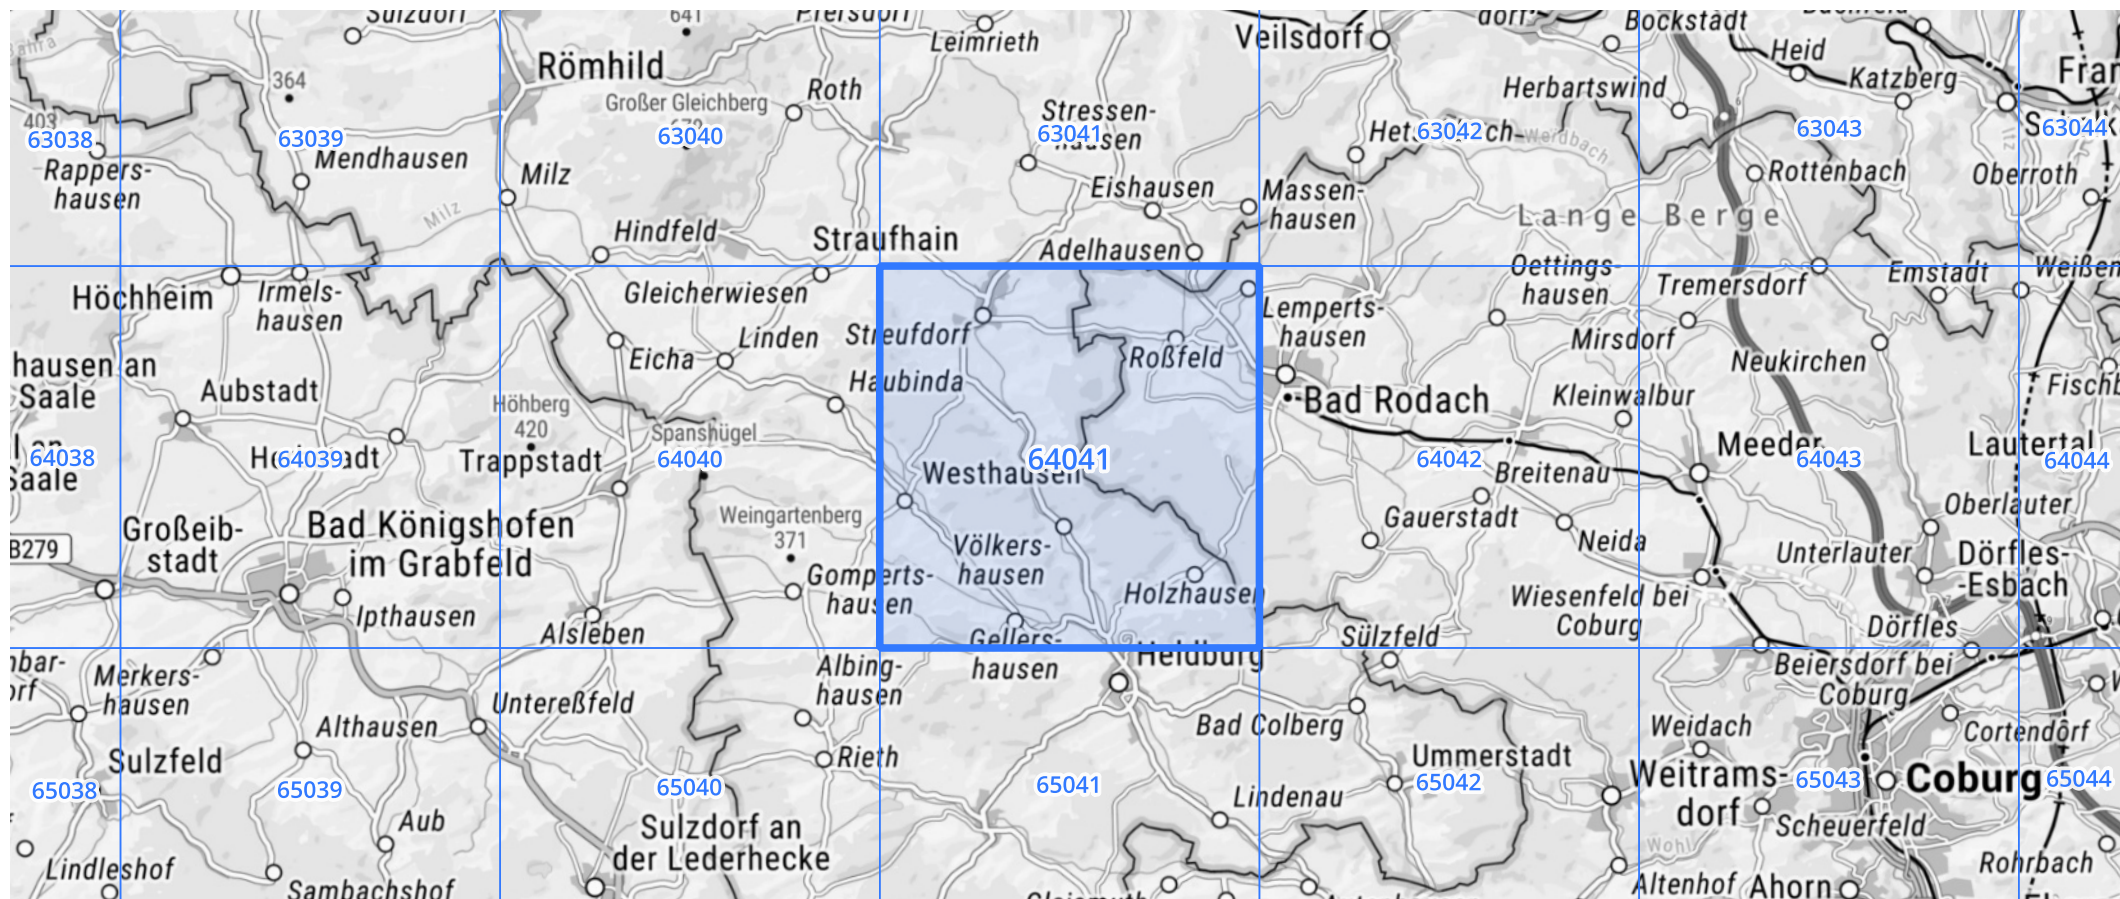 Sulzdorf
641
Leimrieth
Veilsdorf
Bockstadt
Heid
Katzberg
Römhild
Großer Gleichberg
Roth
364
403
63038
Rappers-
hausen
63039
Mendhausen
Milz
Milz
63040
Stressen-
hausen
63041
Eishausen
Herbartswind
63042
Weidbach
63043
Rottenbach
63044
Oberroth
Massen-
hausen
Lange Berge
Hindfeld
Straufhain
Adelhausen
Höchheim
Irmels-
hausen
Gleicherwiesen
Oettings-
hausen
Tremersdorf
Emstadt
Lemperts-
hausen
Streufdorf
Linden
Eicha
Roßfeld
Mirsdorf
Neukirchen
hausen an
Saale
Aubstadt
Haubinda
Höhberg
420
Bad Rodach
Kleinwalbur
Spanshügel
64038
Saale
64039
Trappstadt
64040
Westhausen
64041
64042
Breitenau
Meeder
64043
Lautertal
64044
Großeib-
stadt
Bad Königshofen
im Grabfeld
Weingartenberg
371
Gauerstadt
Oberlauter
B279
Völkers-
hausen
Neida
Unterlauter
Dörfles-
-Esbach
Gomperts-
hausen
Holzhausen
Wiesenfeld bei
Coburg
Ipthausen
Alsleben
Gellers-
hausen
Heldburg
Sülzfeld
Dörfles
Merkers-
hausen
Albing-
hausen
Beiersdorf bei
Coburg
Untereßfeld
Althausen
Bad Colberg
Weidach
Cortendorf
Sulzfeld
Rieth
Ummerstadt
65038
65039
65040
65041
65042
Weitrams-
dorf
65043
Coburg
65044
Lindenau
Aub
Sulzdorf an
der Lederhecke
Scheuerfeld
Lindleshof
Sambachshof
Rohrbach
Altenhof
Ahorn